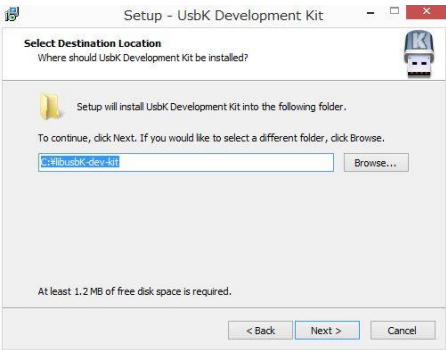 Setup - UsbK Development Kit
Select Destination Location
Where should UsbK Development Kit be installed?
K
Setup will install UsbK Development Kit into the following folder.
To continue, click Next. If you would like to select a different folder, click Browse.
C:¥libusbK-dev-kit
Browse...
At least 1.2 MB of free disk space is required.
< Back
Next >
Cancel